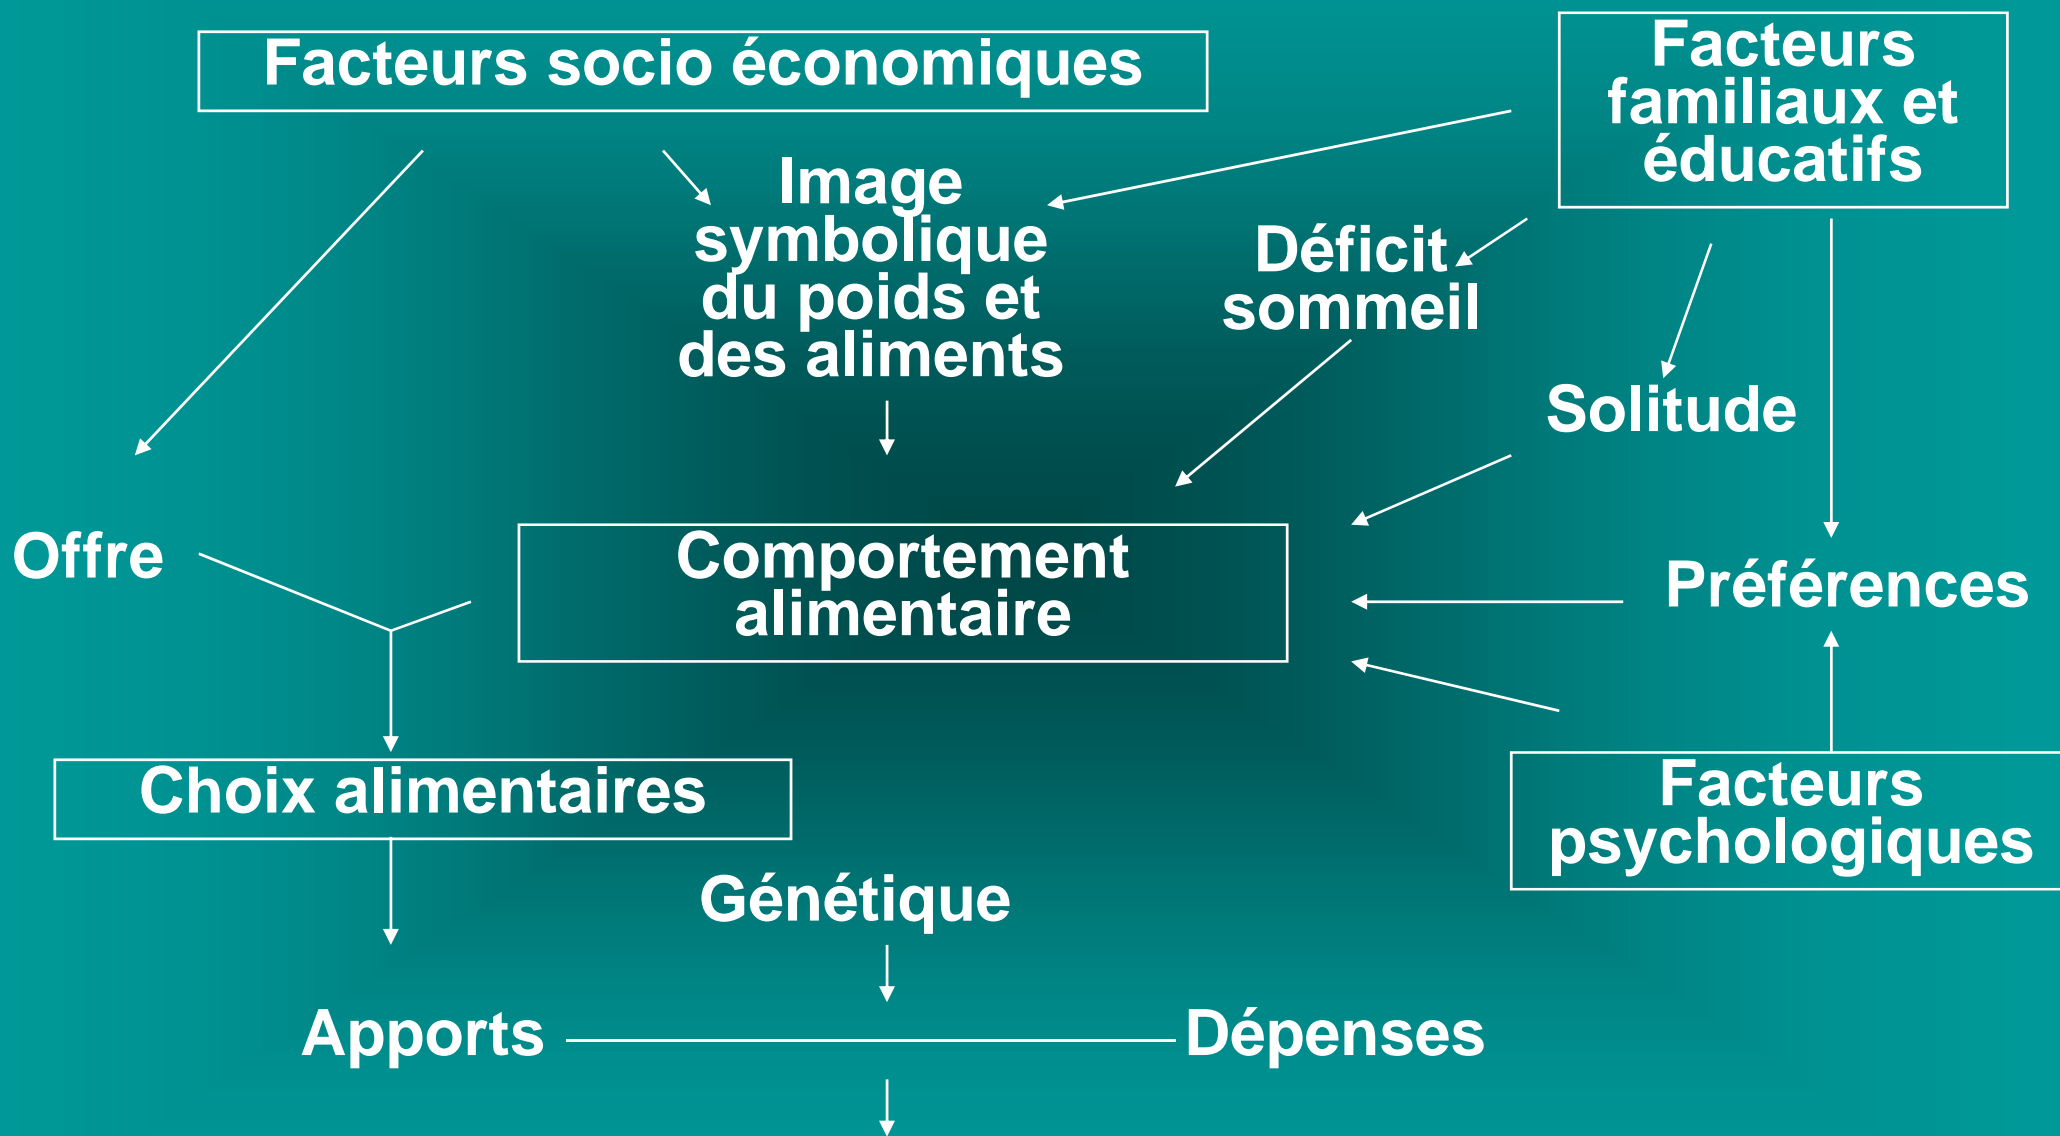 Facteurs socio économiques
Facteurs
familiaux et
éducatifs
Image
symbolique
du poids et
des aliments
Déficit
sommeil
Solitude
Offre
Comportement
alimentaire
Préférences
Choix alimentaires
Facteurs
psychologiques
Génétique
Apports
Dépenses